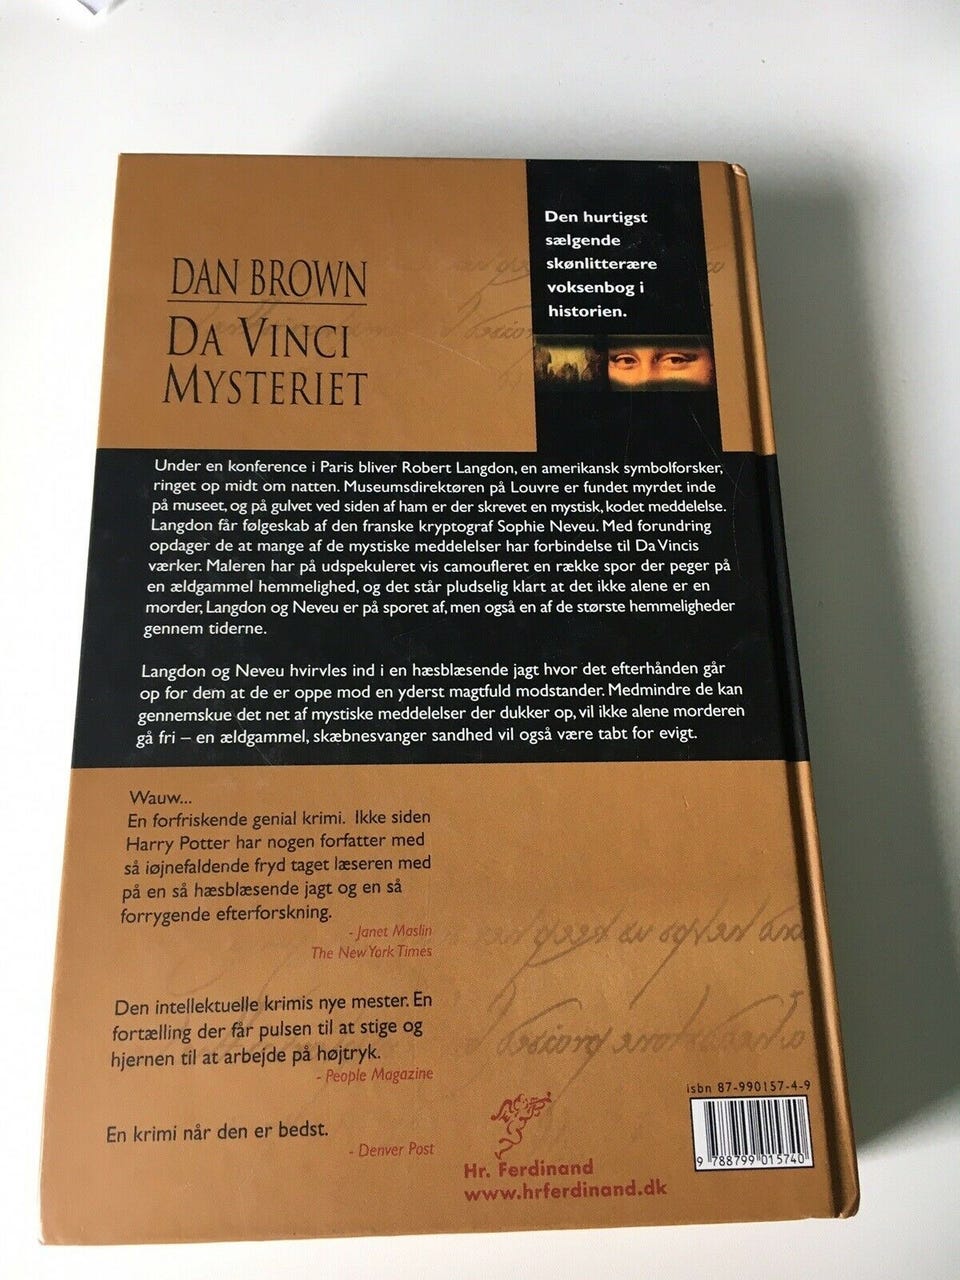 Den hurtigst
sælgende
skønlitterære
voksenbog i
historien.
DAN BROWN
DA VINCI
MYSTERIET
Under en konference i Paris bliver Robert Langdon, en amerikansk symbolforsker,
ringet op midt om natten. Museumsdirektøren på Louvre er fundet myrdet inde
på museet, og på gulvet ved siden af ham er der skrevet en mystisk, kodet meddelelse.
Langdon får følgeskab af den franske kryptograf Sophie Neveu. Med forundring
opdager de at mange af de mystiske meddelelser har forbindelse til Da Vincis
værker. Maleren har på udspekuleret vis camoufleret en række spor der peger på
en ældgammel hemmelighed, og det står pludselig klart at det ikke alene er en
morder, Langdon og Neveu er på sporet af, men også en af de største hemmeligheder
gennem tiderne.
Langdon og Neveu hvirvles ind i en hæsblæsende jagt hvor det efterhånden går
op for dem at de er oppe mod en yderst magtfuld modstander. Medmindre de kan
gennemskue det net af mystiske meddelelser der dukker op, vil ikke alene morderen
gå fri – en ældgammel, skæbnesvanger sandhed vil også være tabt for evigt.
Wauw...
En forfriskende genial krimi. Ikke siden
Harry Potter har nogen forfatter med
så iøjnefaldende fryd taget læseren med
på en så hæsblæsende jagt og en så
forrygende efterforskning.
- Janet Maslin
The New York Times
Den intellektuelle krimis nye mester. En
fortælling der får pulsen til at stige og
hjernen til at arbejde på højtryk.
- People Magazine
En krimi når den er bedst.
- Denver Post
Hr. Ferdinand
www.hrferdinand.dk
isbn 87-990157-4-9
9 788799 015740